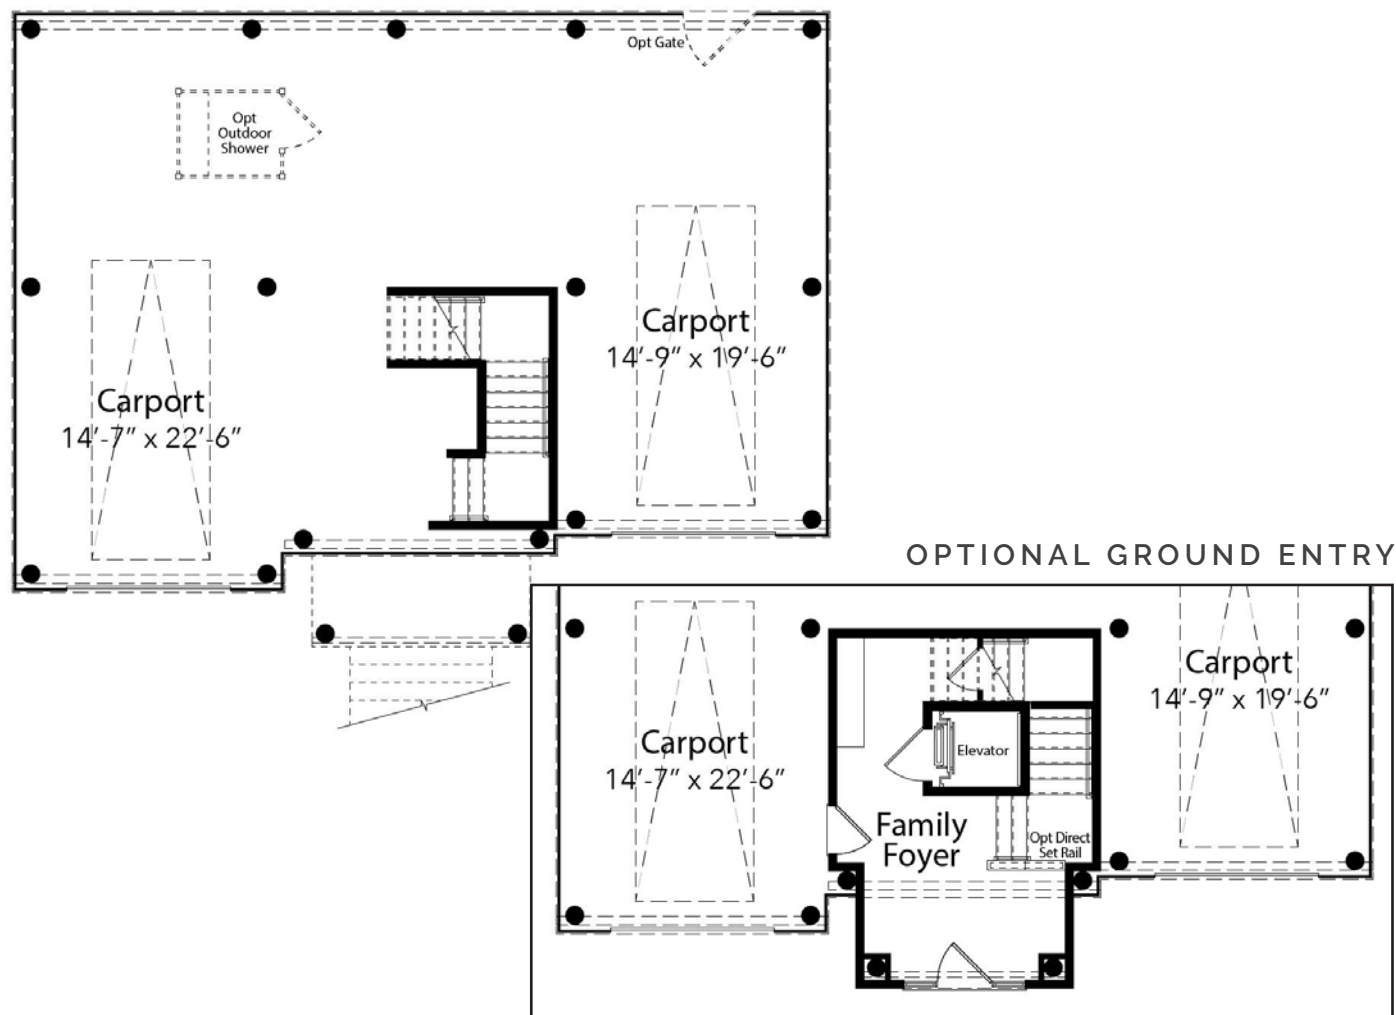 Opt Gate
Opt
Outdoor
Shower
Carport
14'-9" x 19'-6"
Carport
14'-7" x 22'-6"
OPTIONAL GROUND ENTRY
Carport
14'-9" x 19'-6"
Carport
14'-7" x 22'-6"
Elevator
Family
Foyer
Opt Direct
Set Rail